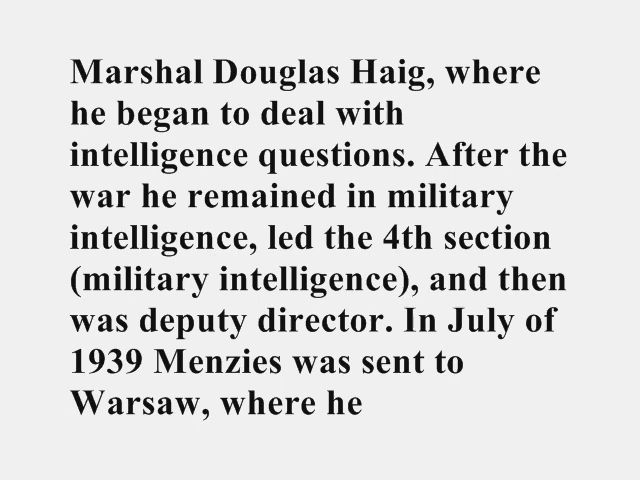 Marshal Douglas Haig, where
he began to deal with
intelligence questions. After the
war he remained in military
intelligence, led the 4th section
(military intelligence), and then
was deputy director. In July of
1939 Menzies was sent to
Warsaw, where he